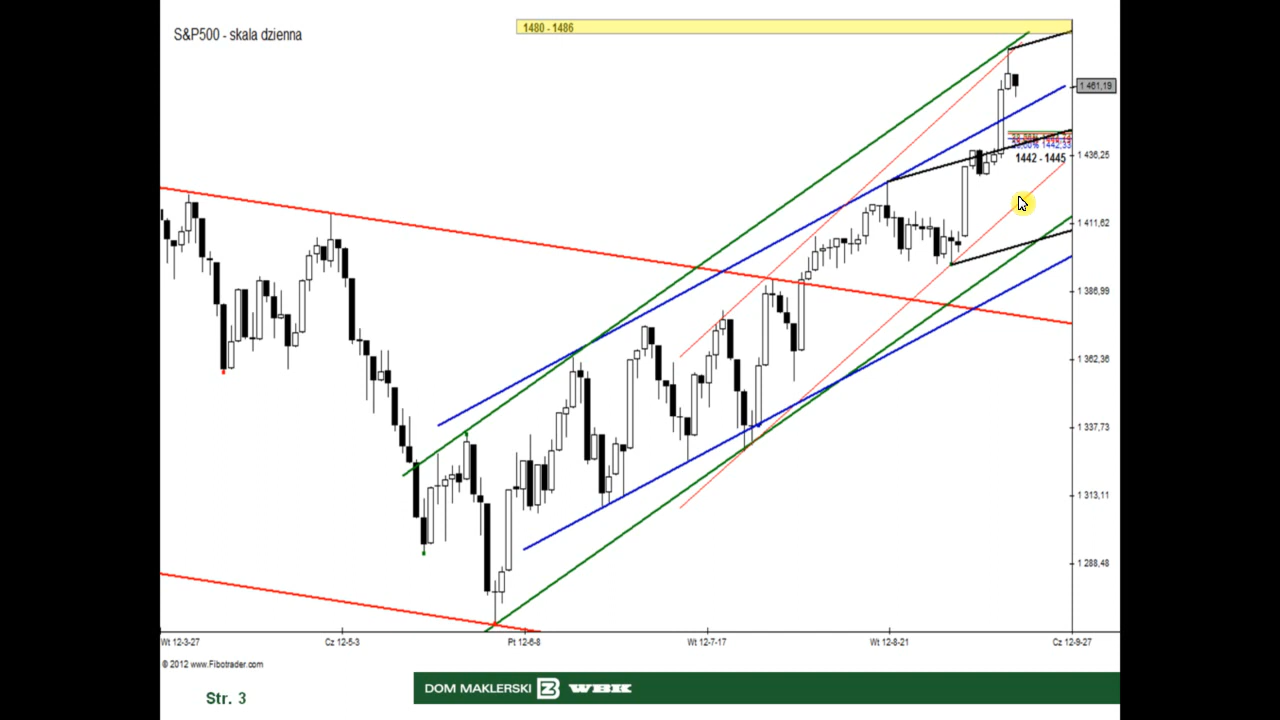 S&P500 - skala dzienna
1480 - 1486
1 461,19
1442 - 1445
1 436,25
1 411,62
1 386,99
1 362,36
1 337,73
1 313,11
1 288,48
Wt 12-3-27
Cz 12-5-3
Pt 12-6-8
Wt 12-7-17
Wt 12-8-21
Cz 12-9-27
© 2012 www.Fibotrader.com
Str. 3
DOM MAKLERSKI Z WBK